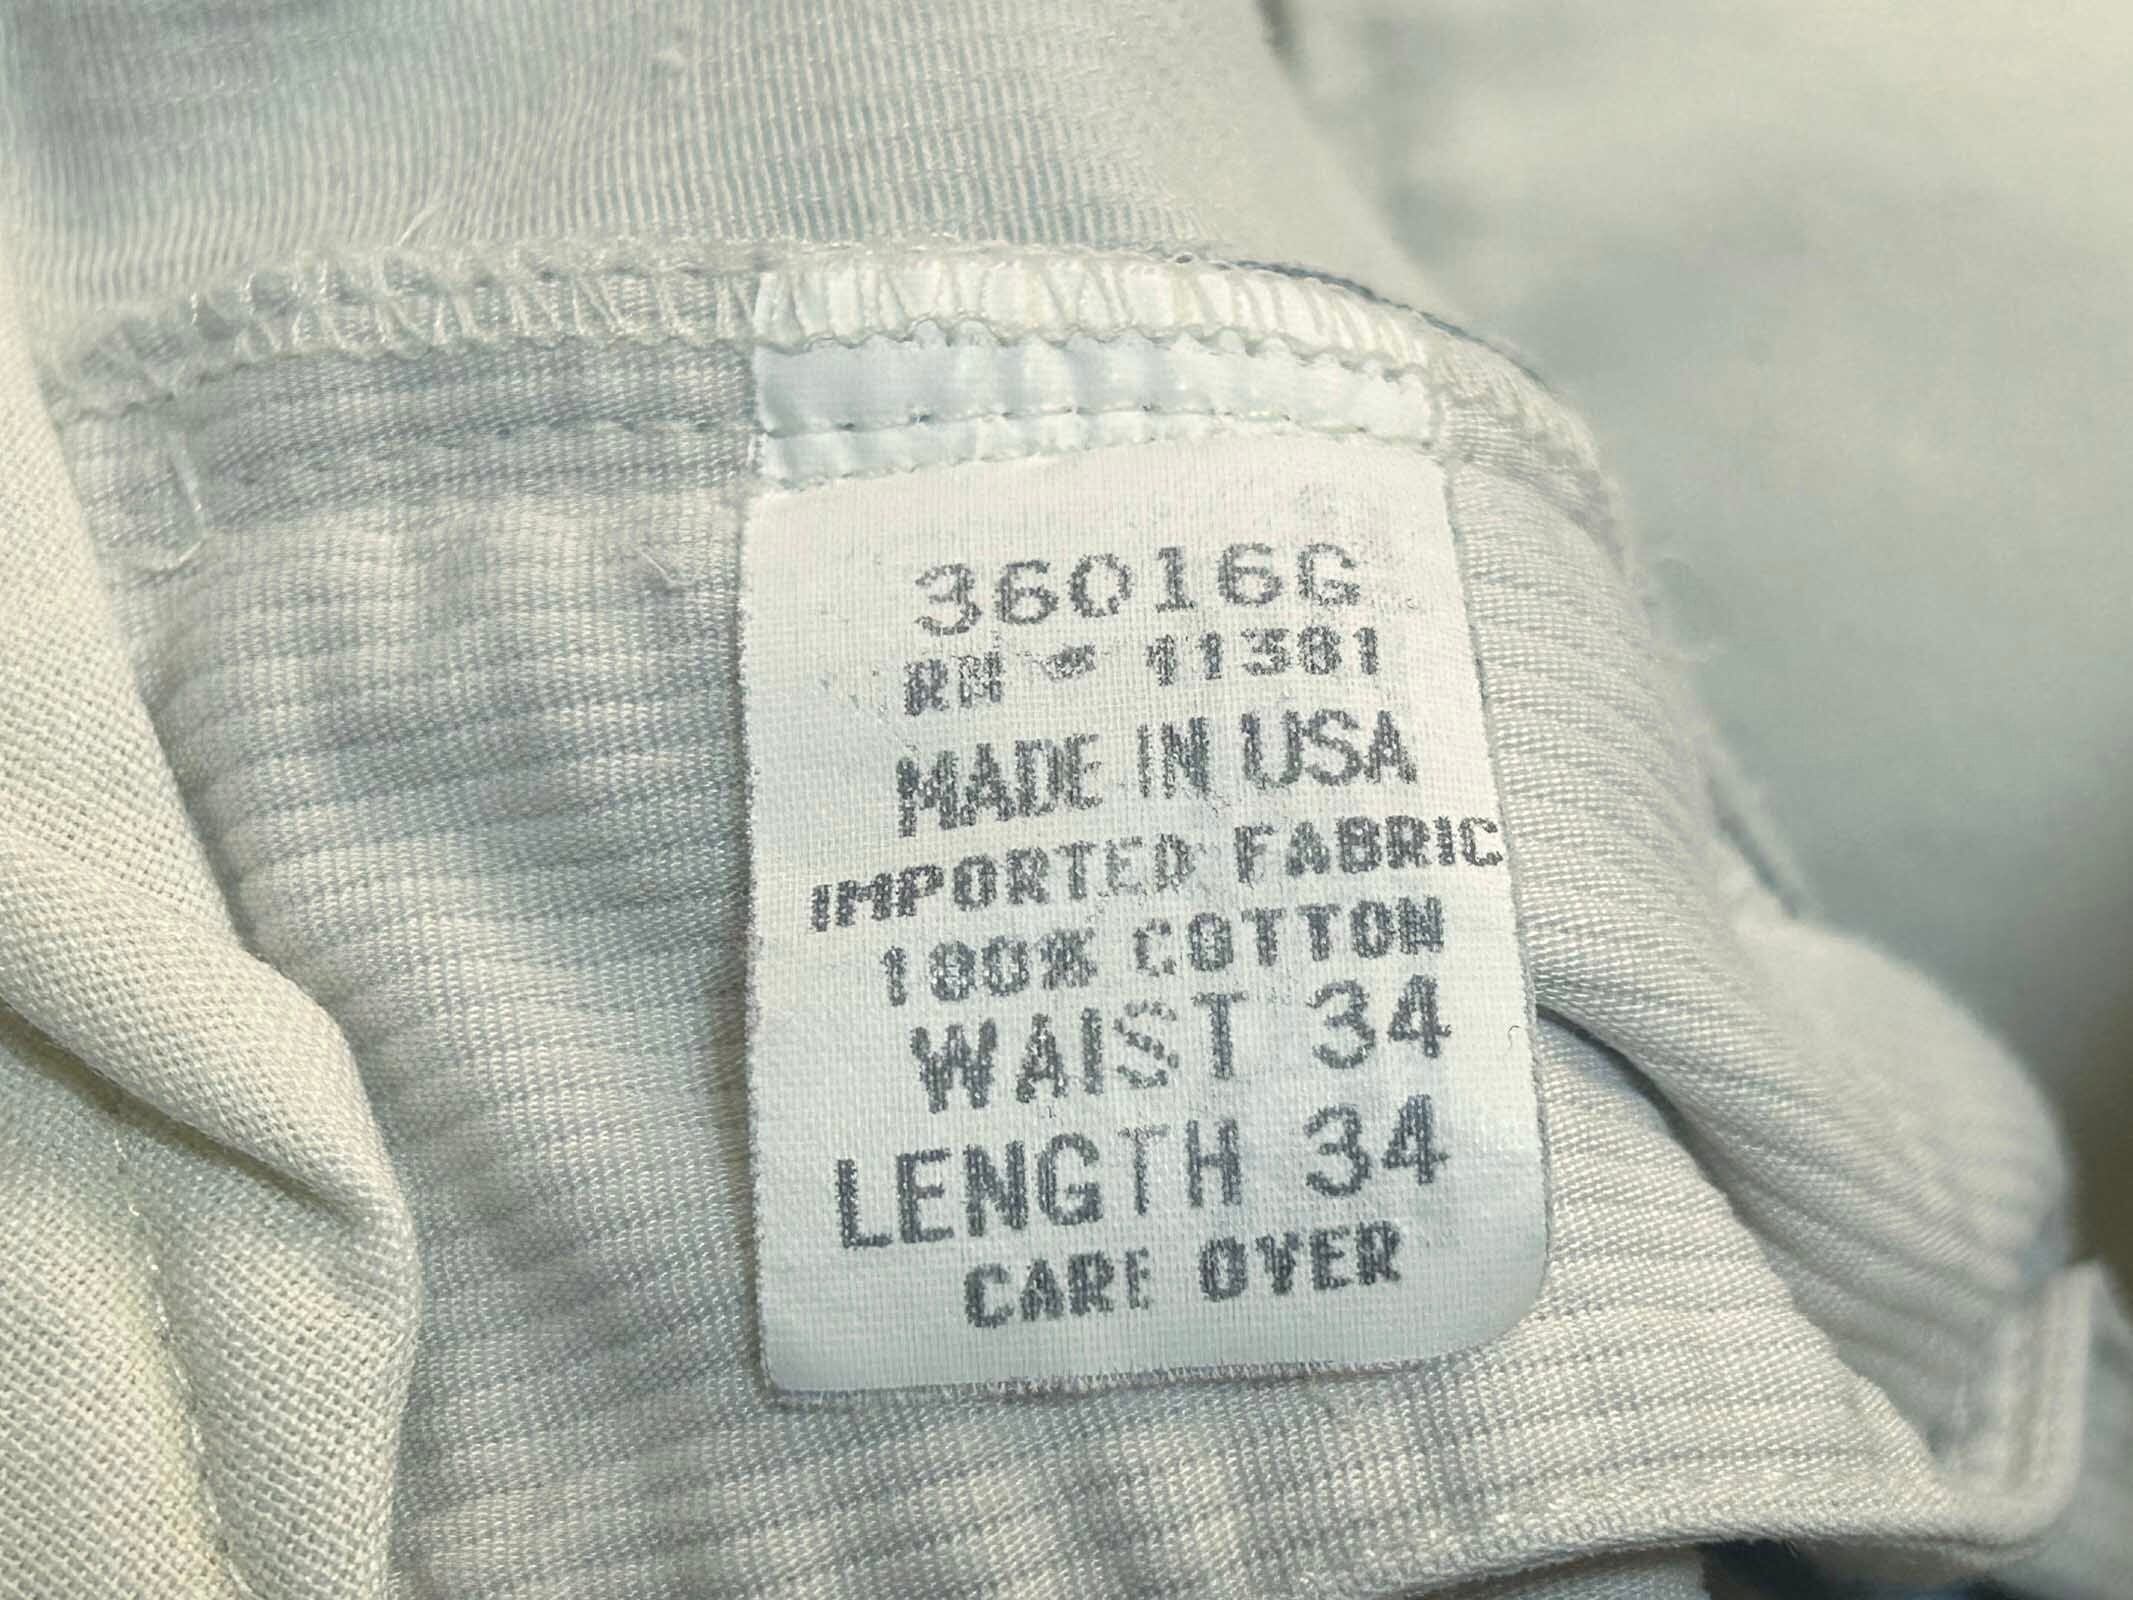 36016G
RN # 11381
MADE IN USA
IMPORTED FABRIC
100% COTTON
WAIST 34
LENGTH 34
CARE OVER